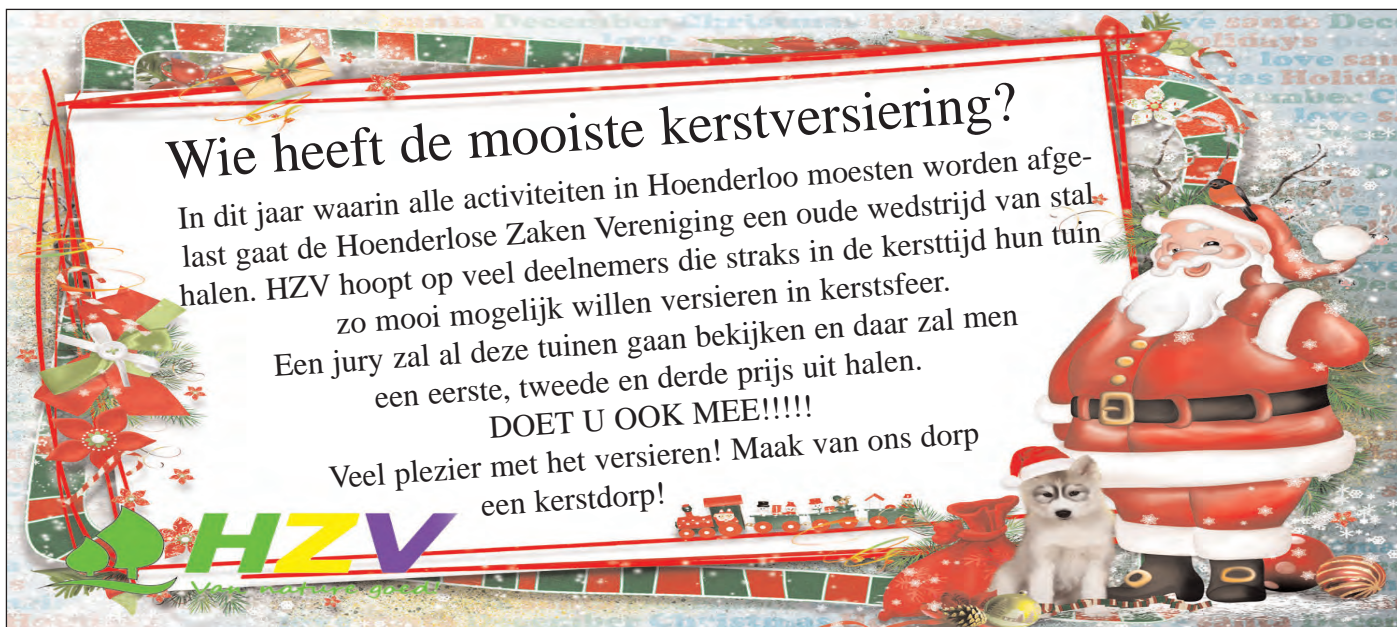 Wie heeft de mooiste kerstversiering?
In dit jaar waarin alle activiteiten in Hoenderloo moesten worden afge-
last gaat de Hoenderlose Zaken Vereniging een oude wedstrijd van stal
halen. HZV hoopt op veel deelnemers die straks in de kersttijd hun tuin
zo mooi mogelijk willen versieren in kerstsfeer.
Een jury zal al deze tuinen gaan bekijken en daar zal men
een eerste, tweede en derde prijs uit halen.
DOET U OOK MEE!!!!!
Veel plezier met het versieren! Maak van ons dorp
een kerstdorp!
HZV
Van nature goed